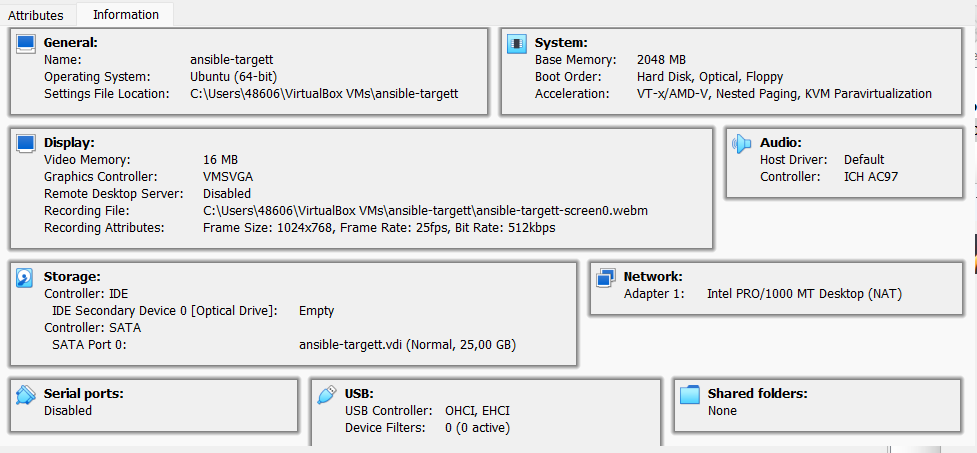 Attributes Information
General:
Name: ansible-targett
Operating System: Ubuntu (64-bit)
Settings File Location: C:\Users\48606\VirtualBox VMs\ansible-targett
System:
Base Memory: 2048 MB
Boot Order: Hard Disk, Optical, Floppy
Acceleration: VT-x/AMD-V, Nested Paging, KVM Paravirtualization
Display:
Video Memory: 16 MB
Graphics Controller: VMSVGA
Remote Desktop Server: Disabled
Recording File: C:\Users\48606\VirtualBox VMs\ansible-targett\ansible-targett-screen0.webm
Recording Attributes: Frame Size: 1024x768, Frame Rate: 25fps, Bit Rate: 512kbps
Audio:
Host Driver: Default
Controller: ICH AC97
Storage:
Controller: IDE
IDE Secondary Device 0 [Optical Drive]: Empty
Controller: SATA
SATA Port 0: ansible-targett.vdi (Normal, 25,00 GB)
Network:
Adapter 1: Intel PRO/1000 MT Desktop (NAT)
Serial ports:
Disabled
USB:
USB Controller: OHCI, EHCI
Device Filters: 0 (0 active)
Shared folders:
None